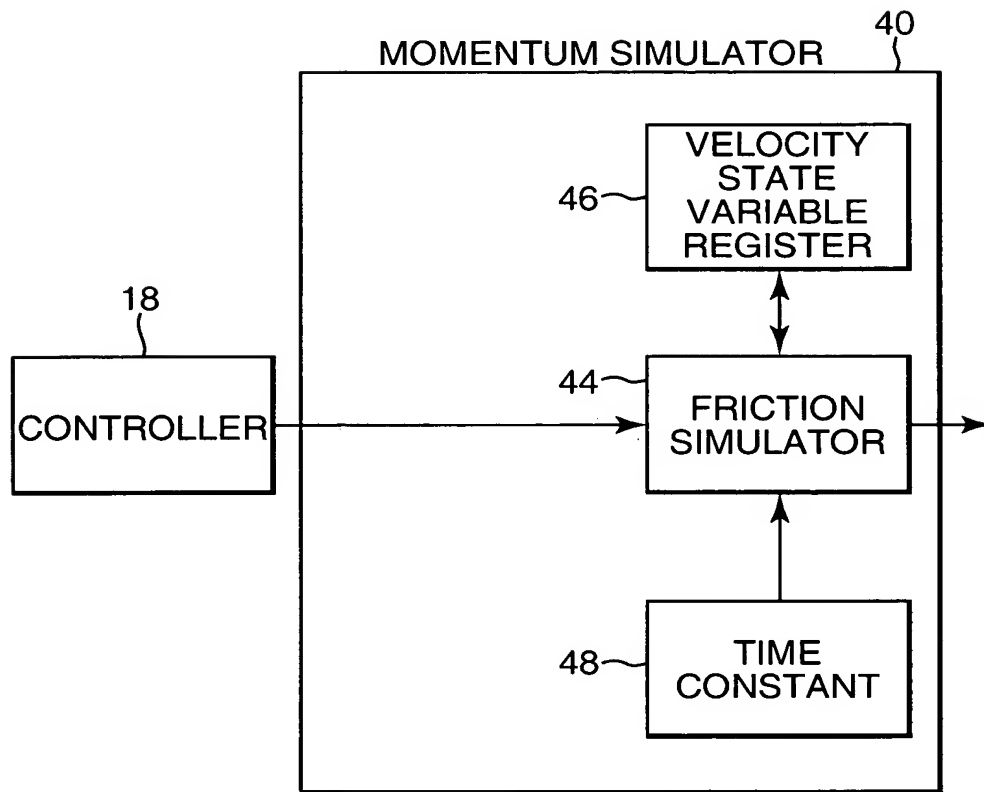 40
MOMENTUM SIMULATOR
VELOCITY
STATE
VARIABLE
REGISTER
46
18
CONTROLLER
44
FRICTION
SIMULATOR
48
TIME
CONSTANT